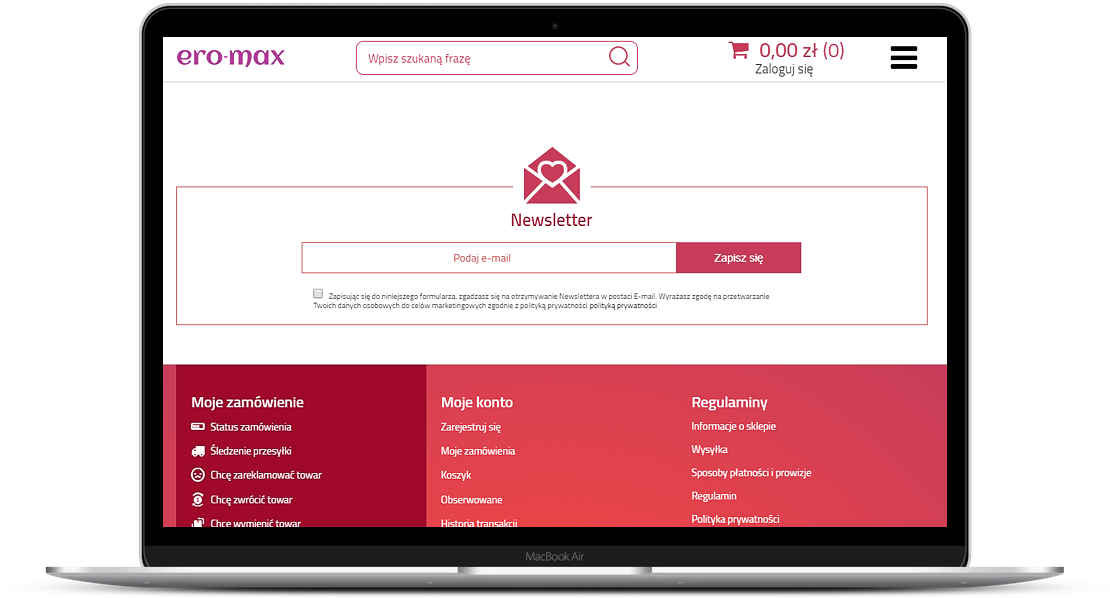 ero-max
Wpisz szukaną frazę
0,00 zł (0)
Zaloguj się
Newsletter
Podaj e-mail
Zapisz się
Zapisując się do niniejszego formularza, zgadzasz się na otrzymywanie Newslettera w postaci E-mail. Wyrażasz zgodę na przetwarzanie
Twoich danych osobowych do celów marketingowych zgodnie z polityką prywatności polityką prywatności
Moje zamówienie
Status zamówienia
Śledzenie przesyłki
Chcę zareklamować towar
Chcę zwrócić towar
Chcę wymienić towar
Moje konto
Zarejestruj się
Moje zamówienia
Koszyk
Obserwowane
Historia transakcji
Regulaminy
Informacje o sklepie
Wysyłka
Sposoby płatności i prowizje
Regulamin
Polityka prywatności
MacBook Air